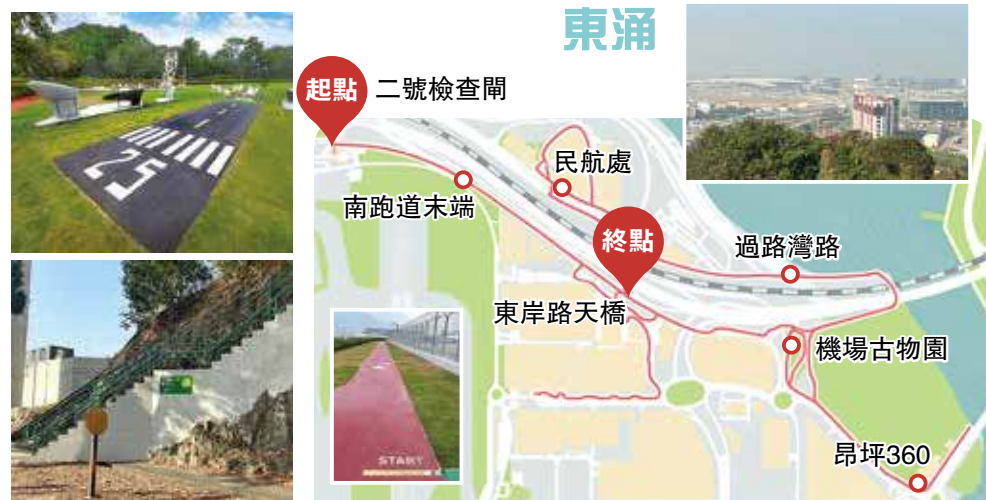 東涌
起點
二號檢查閘
民航處
南跑道末端
終點
過路灣路
東岸路天橋
機場古物園
昂坪360
25
START